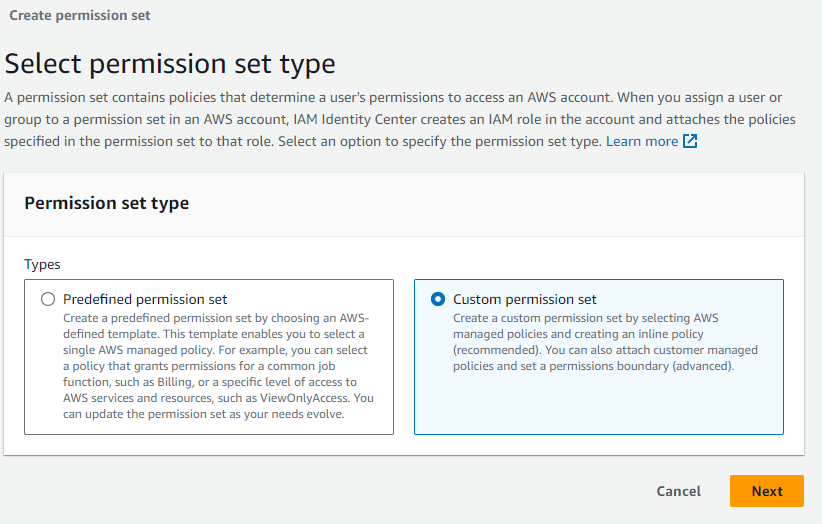 Create permission set
Select permission set type
A permission set contains policies that determine a user's permissions to access an AWS account. When you assign a user or
group to a permission set in an AWS account, IAM Identity Center creates an IAM role in the account and attaches the policies
specified in the permission set to that role. Select an option to specify the permission set type. Learn more
Permission set type
Types
Predefined permission set
Create a predefined permission set by choosing an AWS-
defined template. This template enables you to select a
single AWS managed policy. For example, you can select
a policy that grants permissions for a common job
function, such as Billing, or a specific level of access to
AWS services and resources, such as ViewOnlyAccess. You
can update the permission set as your needs evolve.
Custom permission set
Create a custom permission set by selecting AWS
managed policies and creating an inline policy
(recommended). You can also attach customer managed
policies and set a permissions boundary (advanced).
Cancel
Next